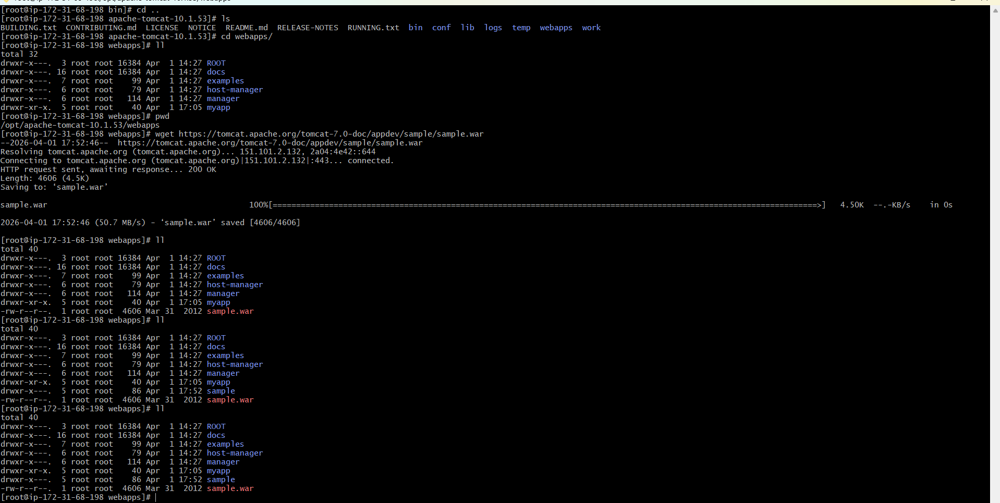 [root@ip-172-31-68-198 bin]# cd ..
[root@ip-172-31-68-198 apache-tomcat-10.1.53]# ls
BUILDING.txt  CONTRIBUTING.md  LICENSE  NOTICE  README.md  RELEASE-NOTES  RUNNING.txt  bin  conf  lib  logs  temp  webapps  work
[root@ip-172-31-68-198 apache-tomcat-10.1.53]# cd webapps/
[root@ip-172-31-68-198 webapps]# ll
total 32
drwxr-x---.  3 root root 16384 Apr  1 14:27 ROOT
drwxr-x---. 16 root root 16384 Apr  1 14:27 docs
drwxr-x---.  7 root root    99 Apr  1 14:27 examples
drwxr-x---.  6 root root    79 Apr  1 14:27 host-manager
drwxr-x---.  6 root root   114 Apr  1 14:27 manager
drwxr-xr-x.  5 root root    40 Apr  1 17:05 myapp
[root@ip-172-31-68-198 webapps]# pwd
/opt/apache-tomcat-10.1.53/webapps
[root@ip-172-31-68-198 webapps]# wget https://tomcat.apache.org/tomcat-7.0-doc/appdev/sample/sample.war
--2026-04-01 17:52:46--  https://tomcat.apache.org/tomcat-7.0-doc/appdev/sample/sample.war
Resolving tomcat.apache.org (tomcat.apache.org)... 151.101.2.132, 2a04:4e42::644
Connecting to tomcat.apache.org (tomcat.apache.org)|151.101.2.132|:443... connected.
HTTP request sent, awaiting response... 200 OK
Length: 4606 (4.5K)
Saving to: ‘sample.war’
sample.war                                           100%[====================================================================================================================>]   4.50K  --.-KB/s    in 0s
2026-04-01 17:52:46 (50.7 MB/s) - ‘sample.war’ saved [4606/4606]
[root@ip-172-31-68-198 webapps]# ll
total 40
drwxr-x---.  3 root root 16384 Apr  1 14:27 ROOT
drwxr-x---. 16 root root 16384 Apr  1 14:27 docs
drwxr-x---.  7 root root    99 Apr  1 14:27 examples
drwxr-x---.  6 root root    79 Apr  1 14:27 host-manager
drwxr-x---.  6 root root   114 Apr  1 14:27 manager
drwxr-xr-x.  5 root root    40 Apr  1 17:05 myapp
-rw-r--r--.  1 root root  4606 Mar 31  2012 sample.war
[root@ip-172-31-68-198 webapps]# ll
total 40
drwxr-x---.  3 root root 16384 Apr  1 14:27 ROOT
drwxr-x---. 16 root root 16384 Apr  1 14:27 docs
drwxr-x---.  7 root root    99 Apr  1 14:27 examples
drwxr-x---.  6 root root    79 Apr  1 14:27 host-manager
drwxr-x---.  6 root root   114 Apr  1 14:27 manager
drwxr-xr-x.  5 root root    40 Apr  1 17:05 myapp
drwxr-x---.  5 root root    86 Apr  1 17:52 sample
-rw-r--r--.  1 root root  4606 Mar 31  2012 sample.war
[root@ip-172-31-68-198 webapps]# ll
total 40
drwxr-x---.  3 root root 16384 Apr  1 14:27 ROOT
drwxr-x---. 16 root root 16384 Apr  1 14:27 docs
drwxr-x---.  7 root root    99 Apr  1 14:27 examples
drwxr-x---.  6 root root    79 Apr  1 14:27 host-manager
drwxr-x---.  6 root root   114 Apr  1 14:27 manager
drwxr-xr-x.  5 root root    40 Apr  1 17:05 myapp
drwxr-x---.  5 root root    86 Apr  1 17:52 sample
-rw-r--r--.  1 root root  4606 Mar 31  2012 sample.war
[root@ip-172-31-68-198 webapps]#